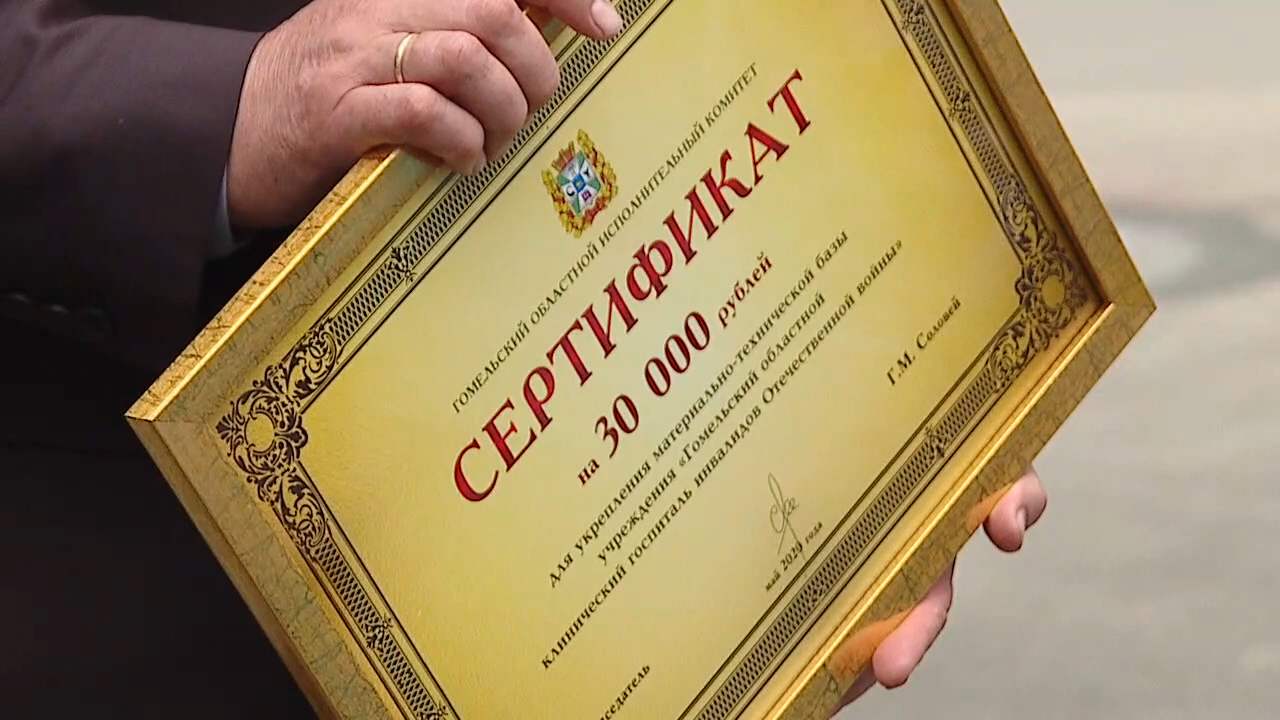 ГОМЕЛЬСКИЙ ОБЛАСТНОЙ ИСПОЛНИТЕЛЬНЫЙ КОМИТЕТ
СЕРТИФИКАТ
на 30 000 рублей
для укрепления материально-технической базы
учреждения «Гомельский областной
клинический госпиталь инвалидов Отечественной войны»
Г.М. Соловей
май 2020 года